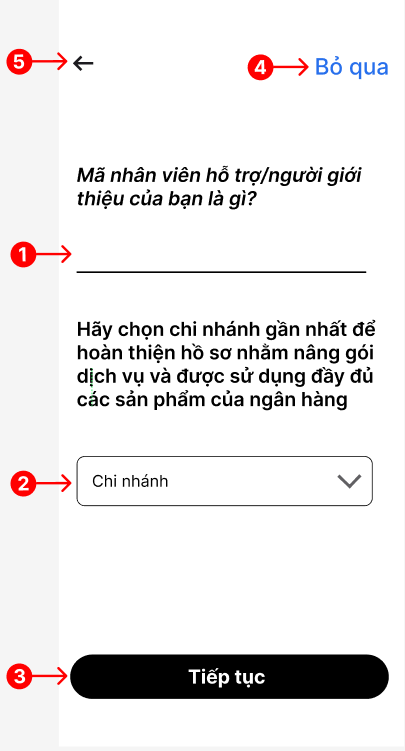 5
4 Bỏ qua
Mã nhân viên hỗ trợ/người giới
thiệu của bạn là gì?
1
Hãy chọn chi nhánh gần nhất để
hoàn thiện hồ sơ nhằm nâng gói
dịch vụ và được sử dụng đầy đủ
các sản phẩm của ngân hàng
2 Chi nhánh
3 Tiếp tục